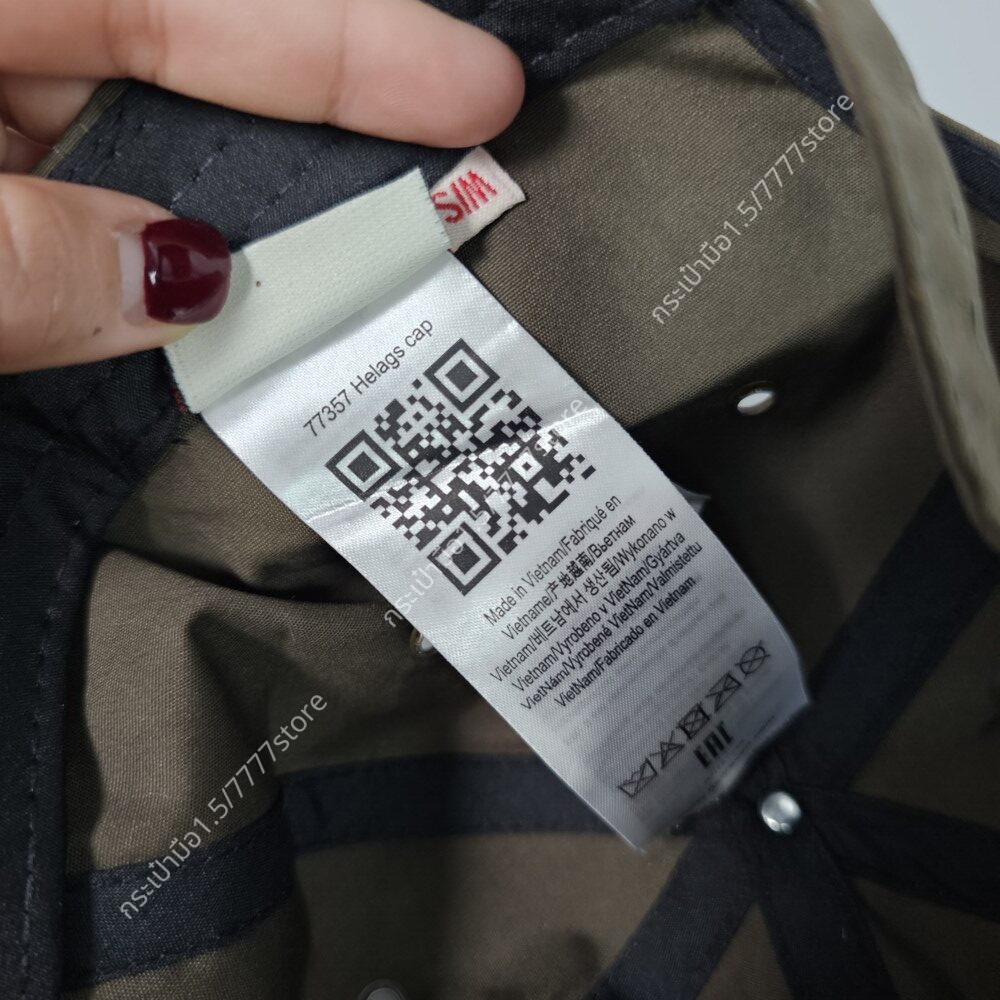 S/M
77357 Helags cap
Made in Vietnam/Fabriqué en
Vietname/产地越南/Вьетнам
Vietnam/베트남에서 생산됨/Wykonano w
Vietnam/Vyrobeno v VietNam/Gyártva
VietNám/Vyrobené VietNam/Valmistettu
VietNam/Fabricado en Vietnam
EAC
กระเป๋ามือ1.5/7777store
กระเป๋ามือ1.5/7777store
กระเป๋ามือ1.5/7777store